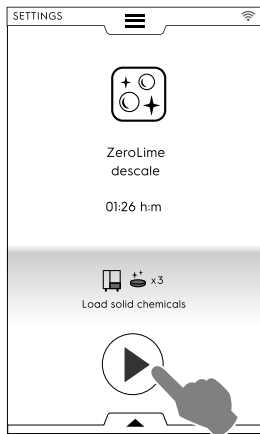 SETTINGS
ZeroLime
descale
01:26 h:m
x3
Load solid chemicals